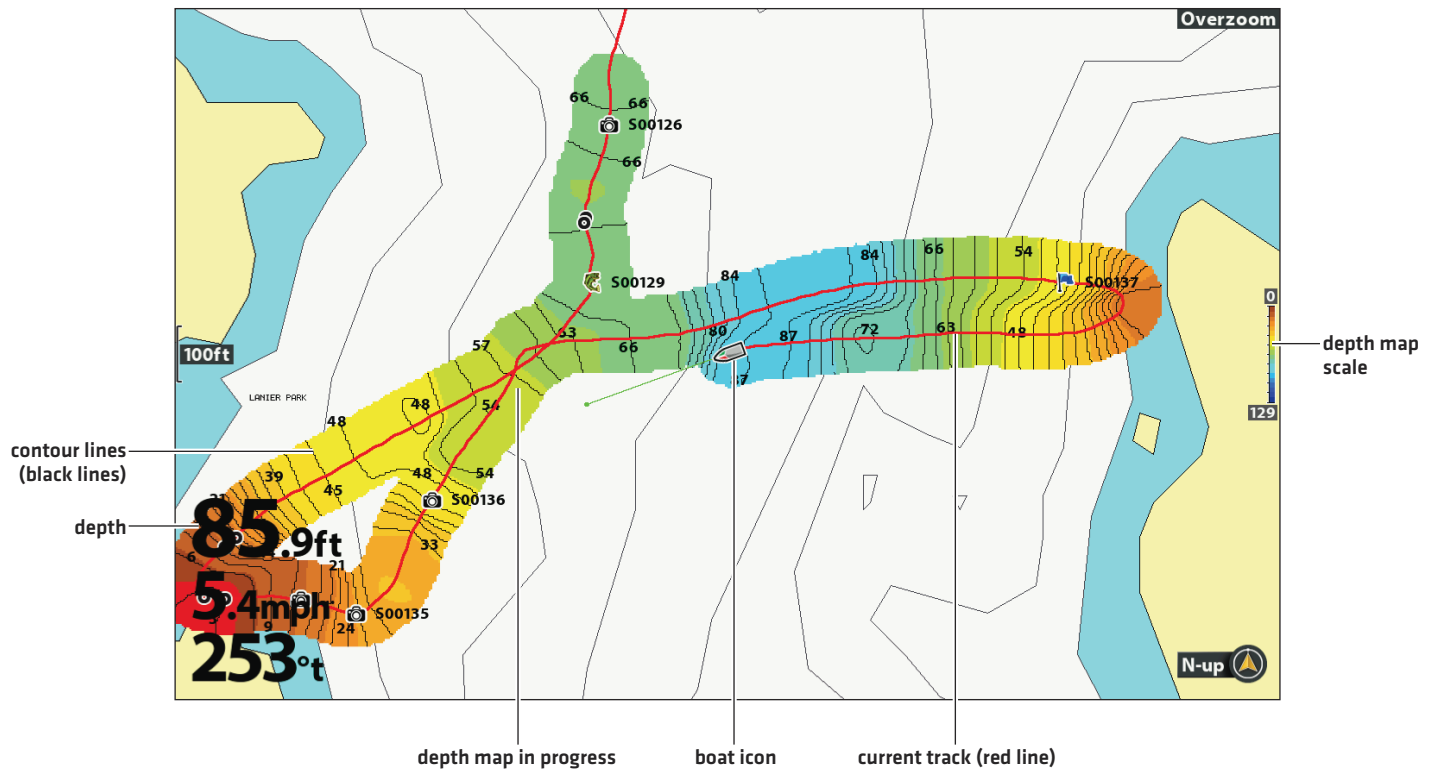 Overzoom
66
66
S00126
66
S00129
84
84
66
54
S00137
0
63
57
66
80
87
72
63
48
100ft
depth map
scale
LANIER PARK
129
48
48
54
contour lines
(black lines)
39
45
48
54
S00136
depth
85.9ft
33
6
21
5.4mph
S00135
9
24
253°t
N-up
depth map in progress
boat icon
current track (red line)